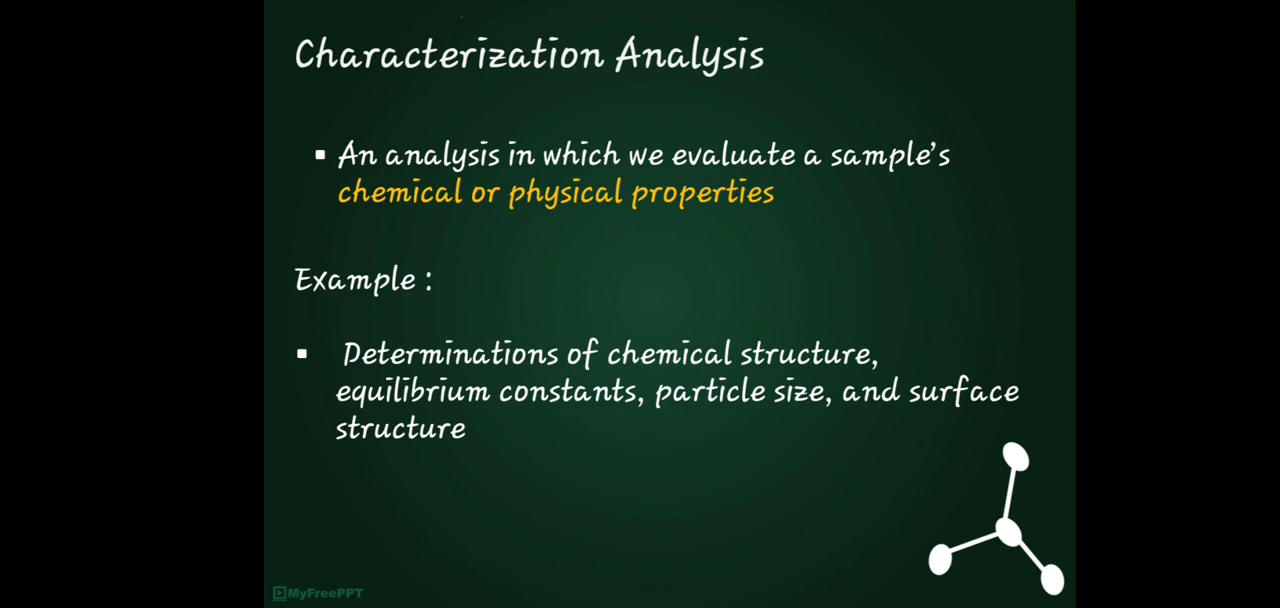 Characterization Analysis
▪ An analysis in which we evaluate a sample’s
chemical or physical properties
Example :
▪ Determinations of chemical structure,
equilibrium constants, particle size, and surface
structure
MyFreePPT